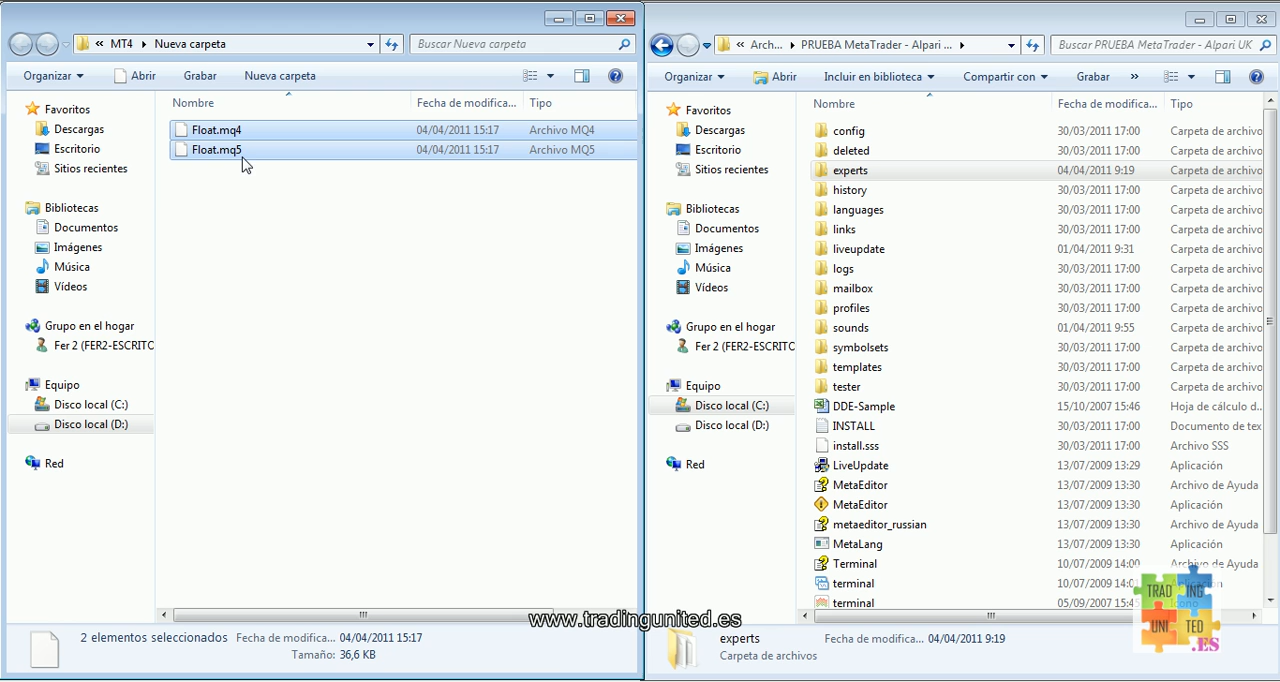 MT4 Nueva carpeta
Buscar Nueva carpeta
Organizar Abrir Grabar Nueva carpeta
Favoritos
Descargas
Escritorio
Sitios recientes
Bibliotecas
Documentos
Imágenes
Música
Vídeos
Grupo en el hogar
Fer 2 (FER2-ESCRITC
Equipo
Disco local (C:)
Disco local (D:)
Red
Nombre Fecha de modifica... Tipo
Float.mq4 04/04/2011 15:17 Archivo MQ4
Float.mq5 04/04/2011 15:17 Archivo MQ5
2 elementos seleccionados Fecha de modifica... 04/04/2011 15:17
Tamaño: 36,6 KB
« Arch... PRUEBA MetaTrader - Alpari ...
Buscar PRUEBA MetaTrader - Alpari UK
Organizar Abrir Incluir en biblioteca Compartir con Grabar »
Favoritos
Descargas
Escritorio
Sitios recientes
Bibliotecas
Documentos
Imágenes
Música
Vídeos
Grupo en el hogar
Fer 2 (FER2-ESCRITC
Equipo
Disco local (C:)
Disco local (D:)
Red
Nombre Fecha de modifica... Tipo
config 30/03/2011 17:00 Carpeta de archivo
deleted 30/03/2011 17:00 Carpeta de archivo
experts 04/04/2011 9:19 Carpeta de archivo
history 30/03/2011 17:00 Carpeta de archivo
languages 30/03/2011 17:00 Carpeta de archivo
links 30/03/2011 17:00 Carpeta de archivo
liveupdate 01/04/2011 9:31 Carpeta de archivo
logs 30/03/2011 17:00 Carpeta de archivo
mailbox 30/03/2011 17:00 Carpeta de archivo
profiles 30/03/2011 17:00 Carpeta de archivo
sounds 01/04/2011 9:55 Carpeta de archivo
symbolsets 30/03/2011 17:00 Carpeta de archivo
templates 30/03/2011 17:00 Carpeta de archivo
tester 30/03/2011 17:00 Carpeta de archivo
DDE-Sample 15/10/2007 15:46 Hoja de cálculo d...
INSTALL 30/03/2011 17:00 Documento de tex
install.sss 30/03/2011 17:00 Archivo SSS
LiveUpdate 13/07/2009 13:29 Aplicación
MetaEditor 13/07/2009 13:30 Archivo de Ayuda
MetaEditor 13/07/2009 13:30 Aplicación
metaeditor_russian 13/07/2009 13:30 Archivo de Ayuda
MetaLang 13/07/2009 13:30 Aplicación
Terminal 10/07/2009 14:00 Archivo de Ayuda
terminal 10/07/2009 14:01 Aplicación
terminal 05/09/2007 15:45 Icono
experts Fecha de modifica... 04/04/2011 9:19
Carpeta de archivos
www.tradingunited.es
TRADING
UNITED
.ES